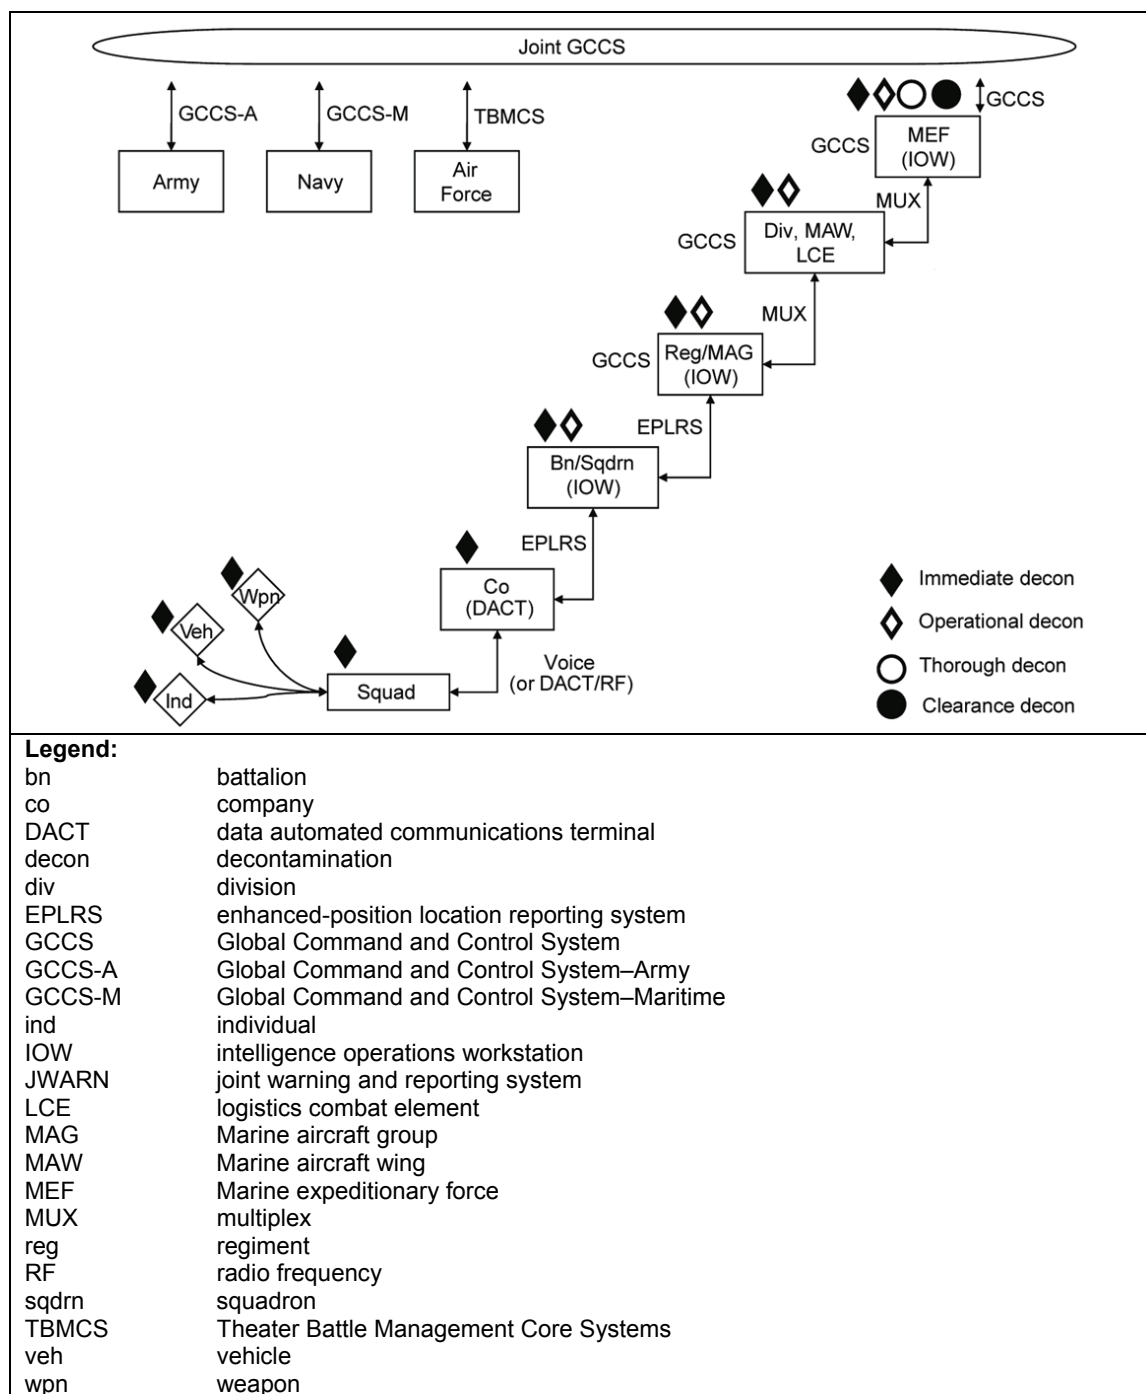 Joint GCCS
GCCS-A
GCCS-M
TBMCS
GCCS
Army
Navy
Air
Force
GCCS
MEF
(IOW)
MUX
GCCS
Div, MAW,
LCE
MUX
GCCS
Reg/MAG
(IOW)
EPLRS
Bn/Sqdrn
(IOW)
EPLRS
Co
(DACT)
Wpn
Veh
Ind
Squad
Voice
(or DACT/RF)
Immediate decon
Operational decon
Thorough decon
Clearance decon
Legend:
bn battalion
co company
DACT data automated communications terminal
decon decontamination
div division
EPLRS enhanced-position location reporting system
GCCS Global Command and Control System
GCCS-A Global Command and Control System–Army
GCCS-M Global Command and Control System–Maritime
ind individual
IOW intelligence operations workstation
JWARN joint warning and reporting system
LCE logistics combat element
MAG Marine aircraft group
MAW Marine aircraft wing
MEF Marine expeditionary force
MUX multiplex
reg regiment
RF radio frequency
sqdrn squadron
TBMCS Theater Battle Management Core Systems
veh vehicle
wpn weapon